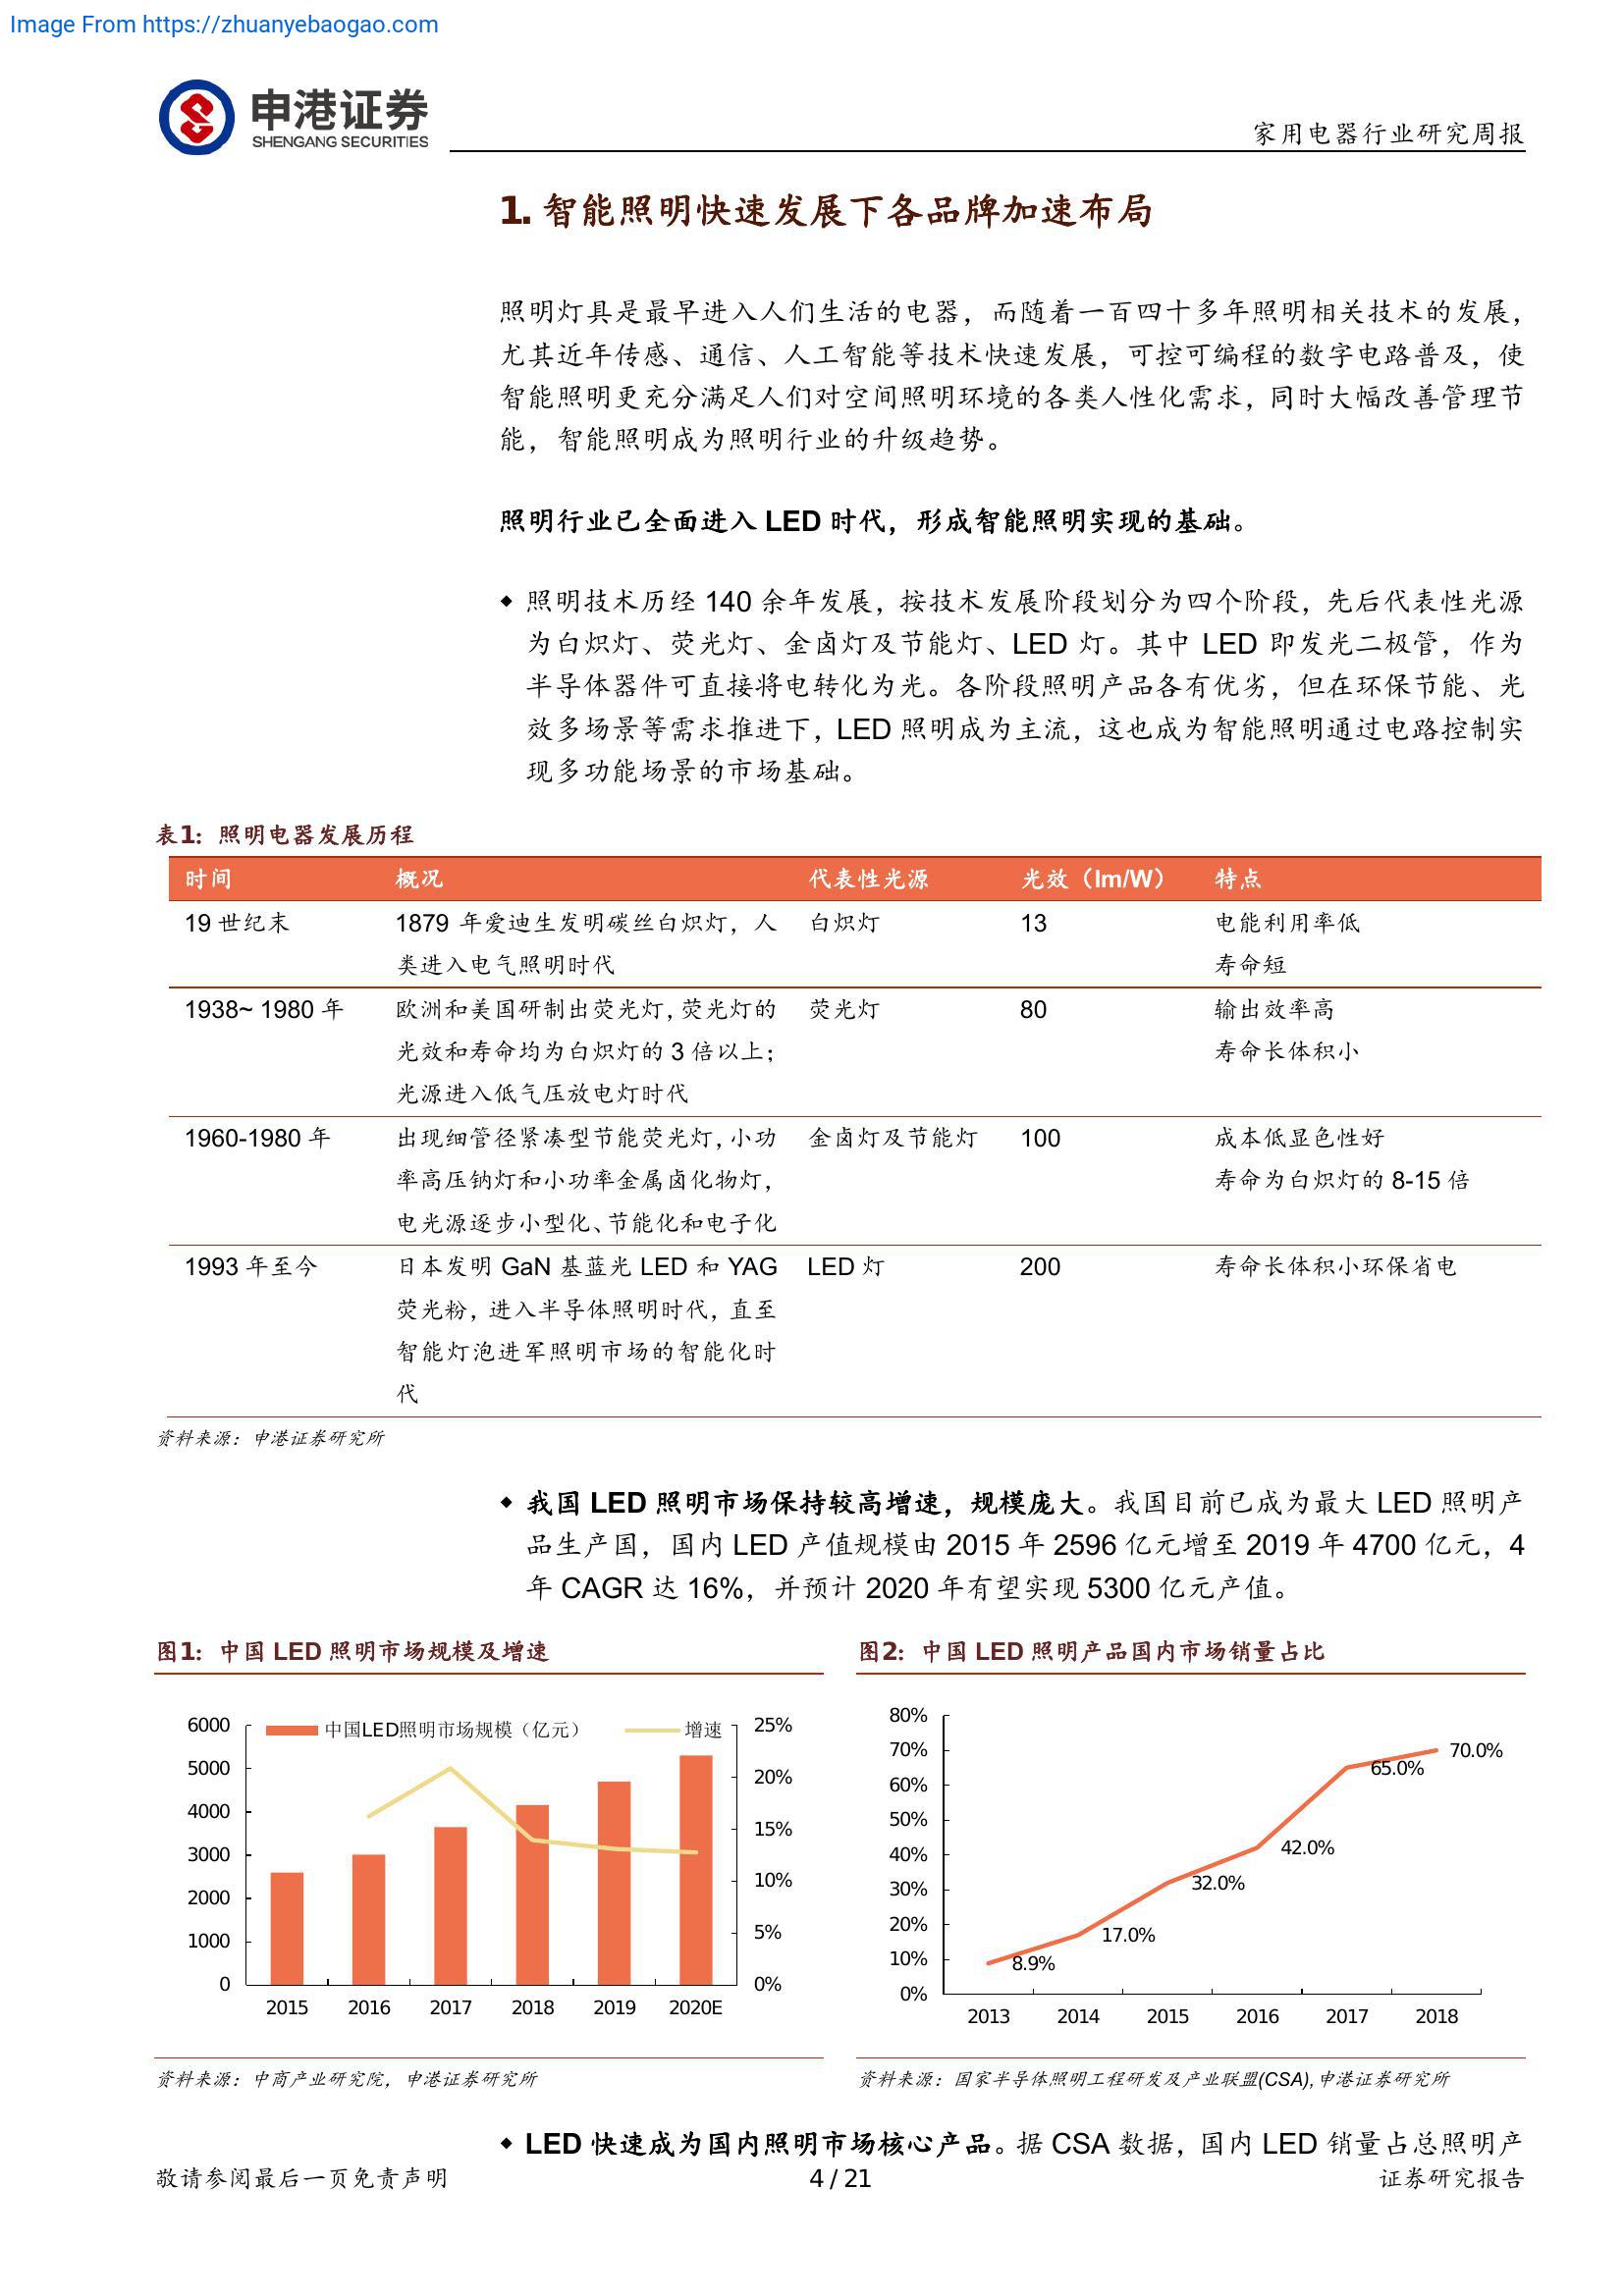 Image From https://zhuanyebaogao.com
申港证券
SHENGANG SECURITIES
家用电器行业研究周报
1. 智能照明快速发展下各品牌加速布局
照明灯具是最早进入人们生活的电器，而随着一百四十多年照明相关技术的发展，
尤其近年传感、通信、人工智能等技术快速发展，可控可编程的数字电路普及，使
智能照明更充分满足人们对空间照明环境的各类人性化需求，同时大幅改善管理节
能，智能照明成为照明行业的升级趋势。
照明行业已全面进入 LED 时代，形成智能照明实现的基础。
◆ 照明技术历经 140 余年发展，按技术发展阶段划分为四个阶段，先后代表性光源
为白炽灯、荧光灯、金卤灯及节能灯、LED 灯。其中 LED 即发光二极管，作为
半导体器件可直接将电转化为光。各阶段照明产品各有优劣，但在环保节能、光
效多场景等需求推进下，LED 照明成为主流，这也成为智能照明通过电路控制实
现多功能场景的市场基础。
表1：照明电器发展历程
时间 概况 代表性光源 光效（lm/W） 特点
19 世纪末 1879 年爱迪生发明碳丝白炽灯，人 白炽灯 13 电能利用率低
类进入电气照明时代 寿命短
1938~ 1980 年 欧洲和美国研制出荧光灯，荧光灯的 荧光灯 80 输出效率高
光效和寿命均为白炽灯的 3 倍以上； 寿命长体积小
光源进入低气压放电灯时代
1960-1980 年 出现细管径紧凑型节能荧光灯，小功 金卤灯及节能灯 100 成本低显色性好
率高压钠灯和小功率金属卤化物灯， 寿命为白炽灯的 8-15 倍
电光源逐步小型化、节能化和电子化
1993 年至今 日本发明 GaN 基蓝光 LED 和 YAG LED 灯 200 寿命长体积小环保省电
荧光粉，进入半导体照明时代，直至
智能灯泡进军照明市场的智能化时
代
资料来源：申港证券研究所
◆ 我国 LED 照明市场保持较高增速，规模庞大。我国目前已成为最大 LED 照明产
品生产国，国内 LED 产值规模由 2015 年 2596 亿元增至 2019 年 4700 亿元，4
年 CAGR 达 16%，并预计 2020 年有望实现 5300 亿元产值。
图1：中国 LED 照明市场规模及增速
中国LED照明市场规模（亿元） 增速
6000
5000
4000
3000
2000
1000
0
25%
20%
15%
10%
5%
0%
2015 2016 2017 2018 2019 2020E
资料来源：中商产业研究院，申港证券研究所
图2：中国 LED 照明产品国内市场销量占比
80%
70%
60%
50%
40%
30%
20%
10%
0%
8.9%
17.0%
32.0%
42.0%
65.0%
70.0%
2013 2014 2015 2016 2017 2018
资料来源：国家半导体照明工程研发及产业联盟(CSA),申港证券研究所
◆ LED 快速成为国内照明市场核心产品。据 CSA 数据，国内 LED 销量占总照明产
敬请参阅最后一页免责声明 4 / 21 证券研究报告